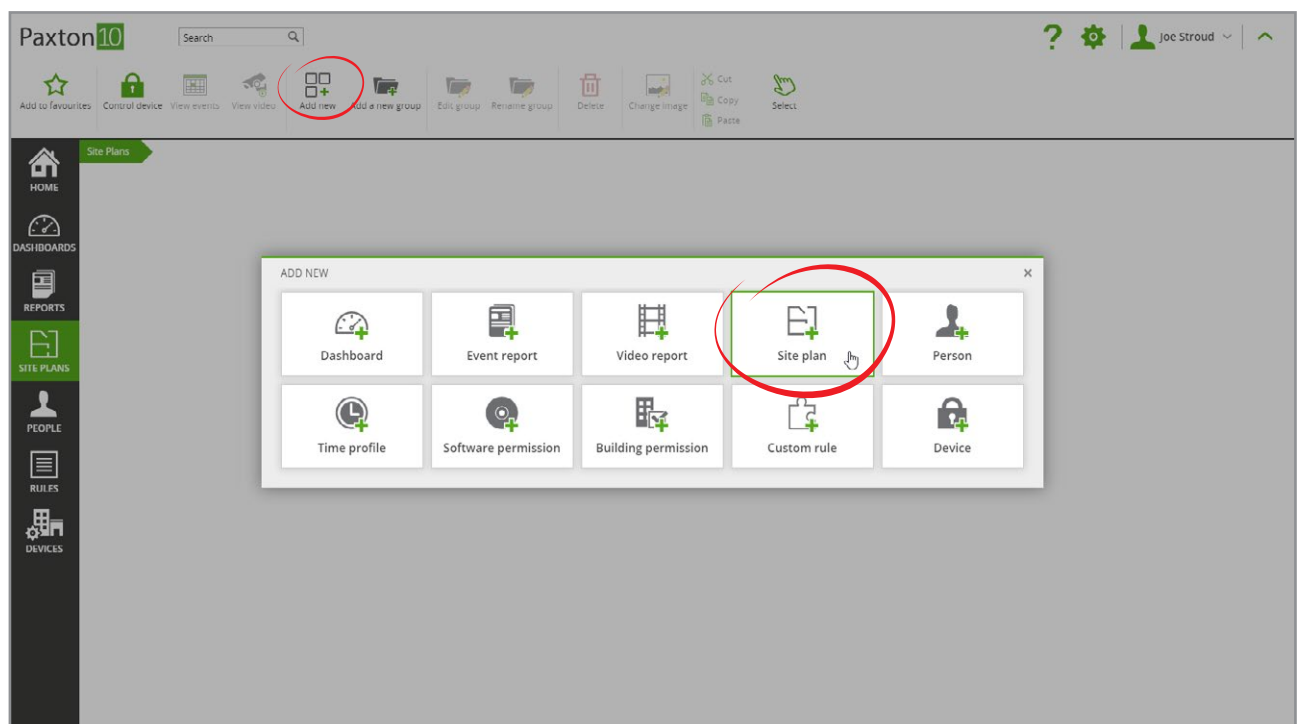 Paxton10
Search
Joe Stroud
Add to favourites
Control device
View events
View video
Add new
Add a new group
Edit group
Rename group
Delete
Change image
Cut
Copy
Paste
Select
Site Plans
HOME
DASHBOARDS
REPORTS
SITE PLANS
PEOPLE
RULES
DEVICES
ADD NEW
Dashboard
Event report
Video report
Site plan
Person
Time profile
Software permission
Building permission
Custom rule
Device